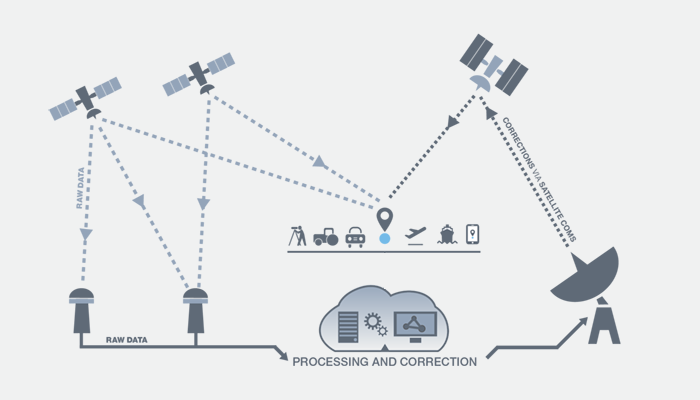 RAW DATA
CORRECTIONS VIA SATELLITE COMS
RAW DATA
PROCESSING AND CORRECTION